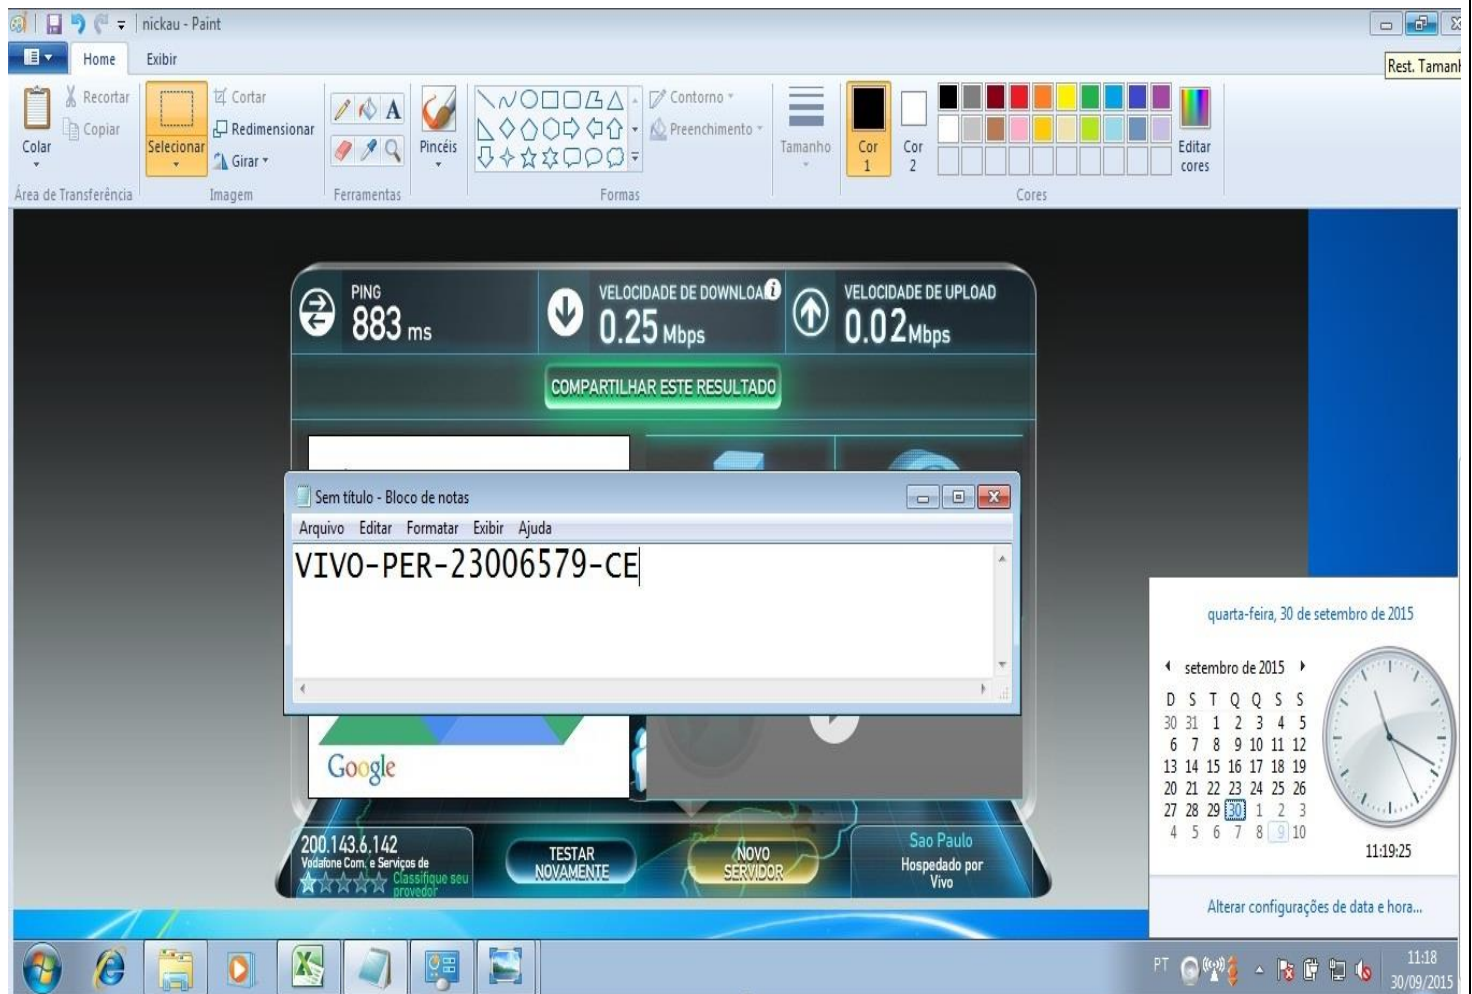 nickau - Paint
Home Exibir
Rest. Tamanh
Colar
Recortar
Copiar
Área de Transferência
Selecionar
Cortar
Redimensionar
Girar
Imagem
A
Ferramentas
Pincéis
Contorno
Preenchimento
Formas
Tamanho
Cor 1
Cor 2
Editar cores
Cores
PING
883 ms
VELOCIDADE DE DOWNLOAD
0.25 Mbps
VELOCIDADE DE UPLOAD
0.02 Mbps
COMPARTILHAR ESTE RESULTADO
Sem título - Bloco de notas
Arquivo Editar Formatar Exibir Ajuda
VIVO-PER-23006579-CE
Google
200.143.6.142
Vodafone Com. e Serviços de
Classifique seu
provedor
TESTAR
NOVAMENTE
NOVO
SERVIDOR
Sao Paulo
Hospedado por
Vivo
quarta-feira, 30 de setembro de 2015
setembro de 2015
D S T Q Q S S
30 31 1 2 3 4 5
6 7 8 9 10 11 12
13 14 15 16 17 18 19
20 21 22 23 24 25 26
27 28 29 30 1 2 3
4 5 6 7 8 9 10
11:19:25
Alterar configurações de data e hora...
PT
11:18
30/09/2015